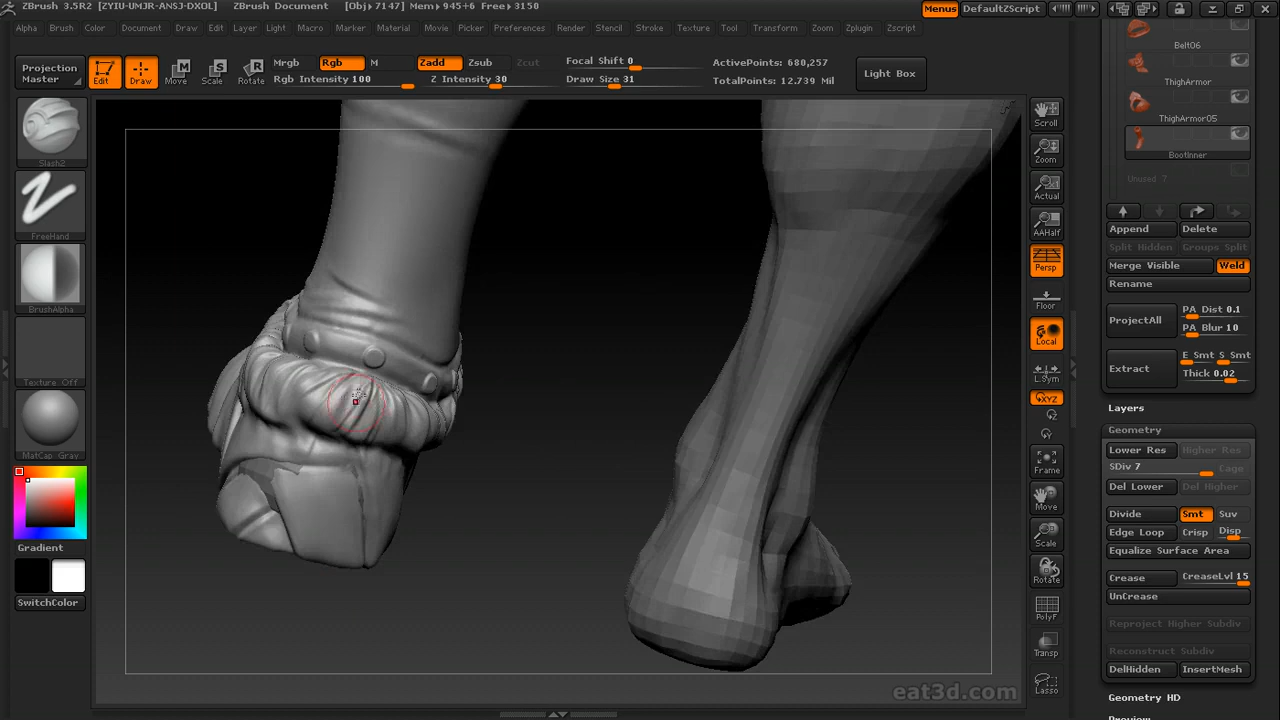 ZBrush 3.5R2 [ZYIU-UMJR-ANSJ-DXOL] ZBrush Document [Obj▸7147] Mem▸945+6 Free▸3150
Menus DefaultZScript
Alpha Brush Color Document Draw Edit Layer Light Macro Marker Material Movie Picker Preferences Render Stencil Stroke Texture Tool Transform Zoom Zplugin Zscript
Projection Master
Edit Draw Move Scale Rotate
Mrgb Rgb M Zadd Zsub Zcut
Rgb Intensity 100 Z Intensity 30
Focal Shift 0
Draw Size 31
ActivePoints: 680,257
TotalPoints: 12.739 Mil
Light Box
Slash2
FreeHand
BrushAlpha
Texture Off
MatCap Gray
Gradient
SwitchColor
Scroll
Zoom
Actual
AAHalf
Persp
Floor
Local
L.Sym
XYZ
Y
Y
Frame
Move
Scale
Rotate
PolyF
Transp
Lasso
Belt06
ThighArmor
ThighArmor05
BootInner
Unused 7
Append Delete
Split Hidden Groups Split
Merge Visible Weld
Rename
ProjectAll PA Dist 0.1
PA Blur 10
Extract E Smt S Smt
Thick 0.02
Layers
Geometry
Lower Res Higher Res
SDiv 7 Cage
Del Lower Del Higher
Divide Smt Suv
Edge Loop Crisp Disp
Equalize Surface Area
Crease CreaseLvl 15
UnCrease
Reproject Higher Subdiv
Reconstruct Subdiv
DelHidden InsertMesh
Geometry HD
Preview
eat3d.com